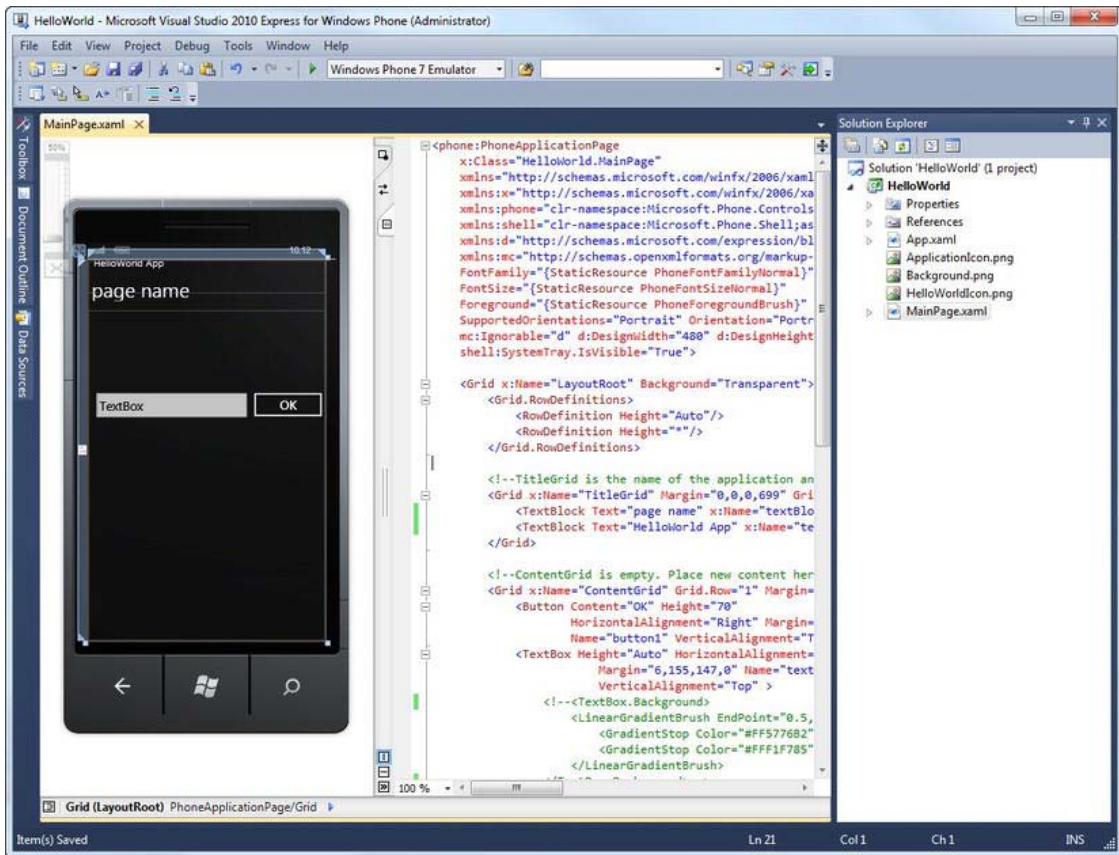 HelloWorld - Microsoft Visual Studio 2010 Express for Windows Phone (Administrator)
File Edit View Project Debug Tools Window Help
Windows Phone 7 Emulator
Toolbox
Document Outline
Data Sources
MainPage.xaml
50%
10:12
HelloWorld App
page name
TextBox
OK
<phone:PhoneApplicationPage
x:Class="HelloWorld.MainPage"
xmlns="http://schemas.microsoft.com/winfx/2006/xaml
xmlns:x="http://schemas.microsoft.com/winfx/2006/xa
xmlns:phone="clr-namespace:Microsoft.Phone.Controls
xmlns:shell="clr-namespace:Microsoft.Phone.Shell;as
xmlns:d="http://schemas.microsoft.com/expression/bl
xmlns:mc="http://schemas.openxmlformats.org/markup-
FontFamily="{StaticResource PhoneFontFamilyNormal}"
FontSize="{StaticResource PhoneFontSizeNormal}"
Foreground="{StaticResource PhoneForegroundBrush}"
SupportedOrientations="Portrait" Orientation="Portr
mc:Ignorable="d" d:DesignWidth="480" d:DesignHeight
shell:SystemTray.IsVisible="True">
<Grid x:Name="LayoutRoot" Background="Transparent">
<Grid.RowDefinitions>
<RowDefinition Height="Auto"/>
<RowDefinition Height="*"/>
</Grid.RowDefinitions>
<!--TitleGrid is the name of the application an
<Grid x:Name="TitleGrid" Margin="0,0,0,699" Gri
<TextBlock Text="page name" x:Name="textBlo
<TextBlock Text="HelloWorld App" x:Name="te
</Grid>
<!--ContentGrid is empty. Place new content her
<Grid x:Name="ContentGrid" Grid.Row="1" Margin=
<Button Content="OK" Height="70"
HorizontalAlignment="Right" Margin=
Name="button1" VerticalAlignment="T
<TextBox Height="Auto" HorizontalAlignment=
Margin="6,155,147,0" Name="text
VerticalAlignment="Top" >
<!--<TextBox.Background>
<LinearGradientBrush EndPoint="0.5,
<GradientStop Color="#FF577682"
<GradientStop Color="#FFF1F785"
</LinearGradientBrush>
100 %
Solution Explorer
Solution 'HelloWorld' (1 project)
HelloWorld
Properties
References
App.xaml
ApplicationIcon.png
Background.png
HelloWorldIcon.png
MainPage.xaml
Grid (LayoutRoot) PhoneApplicationPage/Grid
Item(s) Saved Ln 21 Col 1 Ch 1 INS